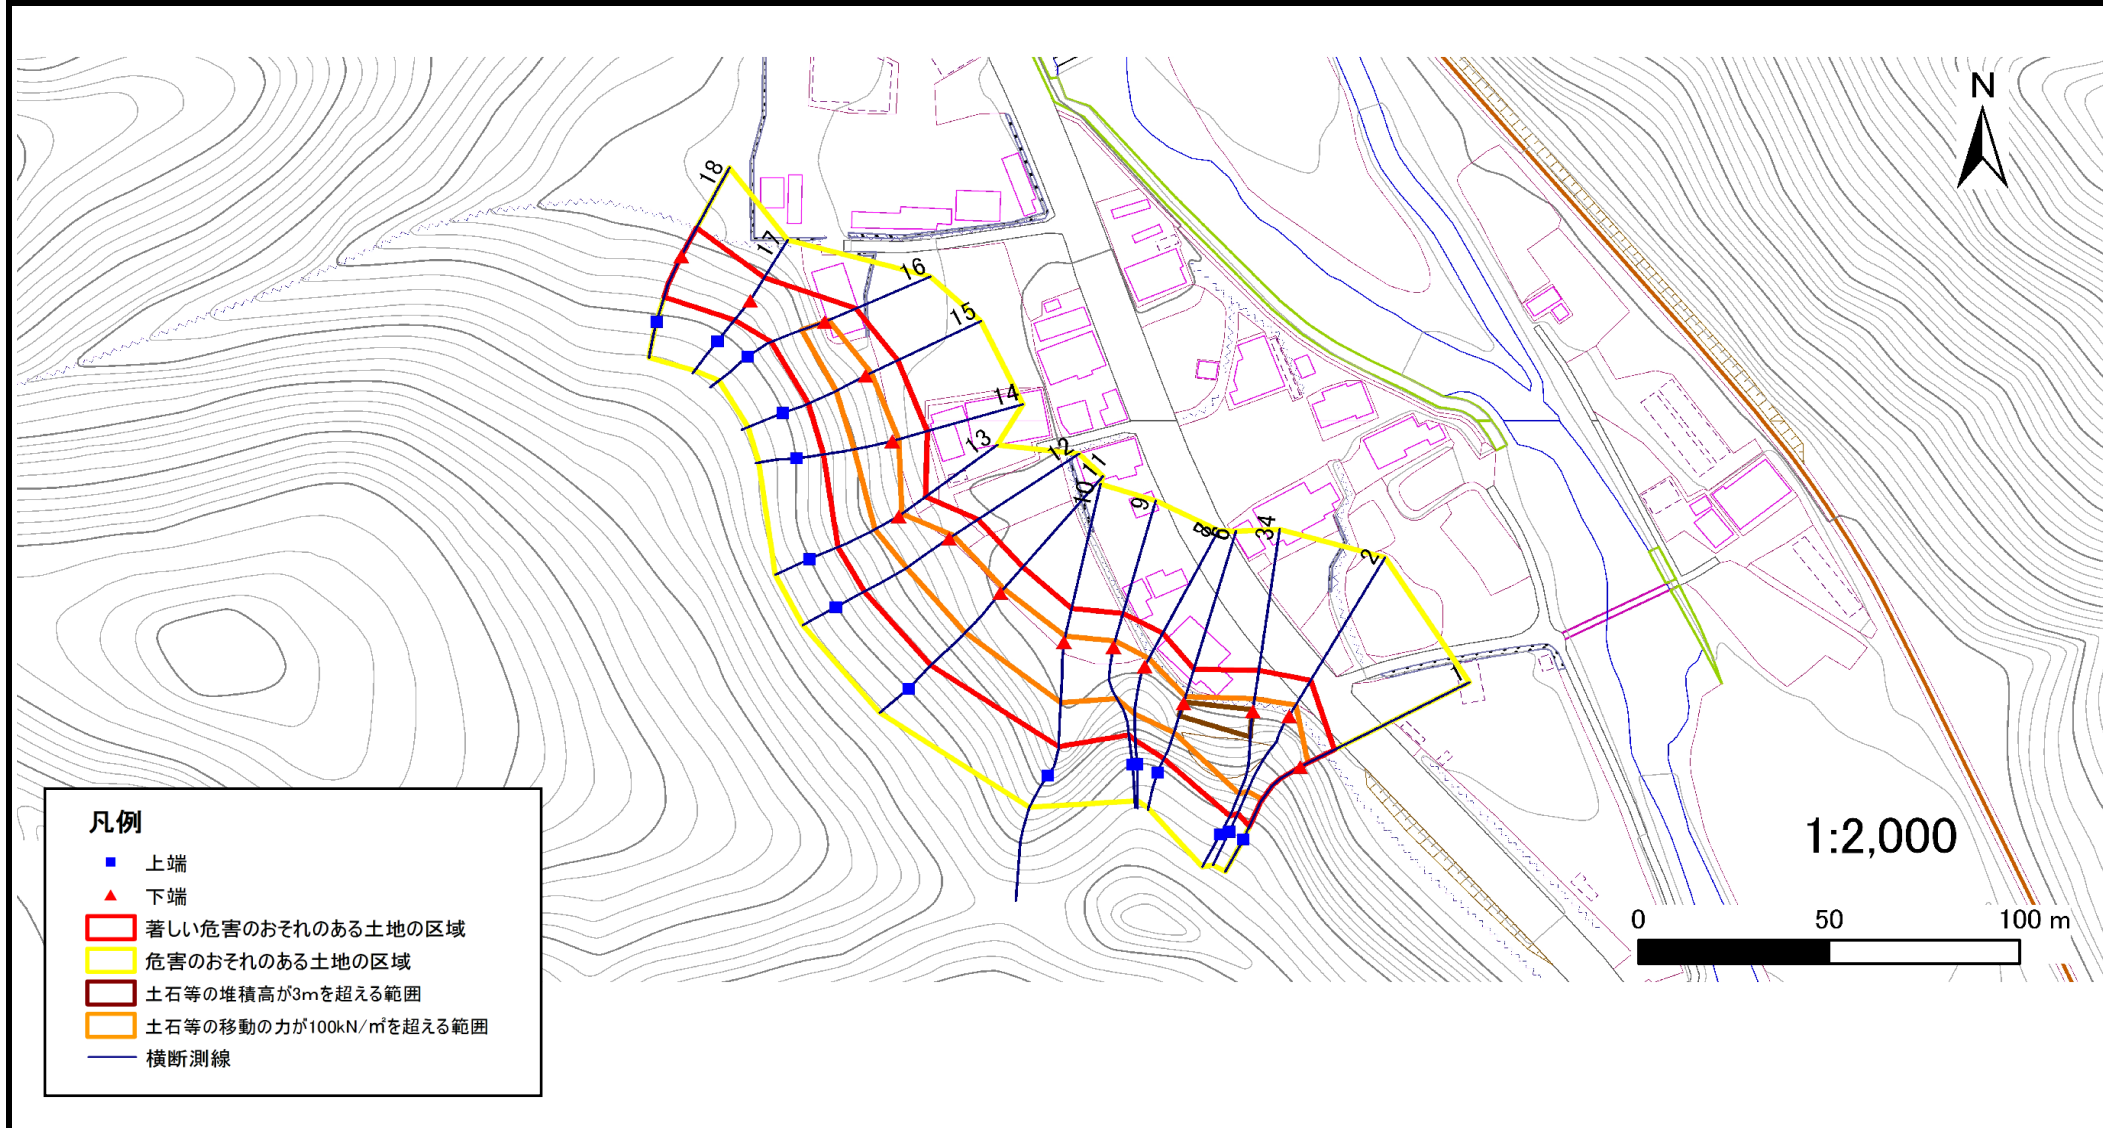 N
18
17
16
15
14
13
12
11
10
9
6
34
2
1:2,000
0 50 100 m
凡例
上端
下端
著しい危害のおそれのある土地の区域
危害のおそれのある土地の区域
土石等の堆積高が3mを超える範囲
土石等の移動の力が100kN/㎡を超える範囲
横断測線